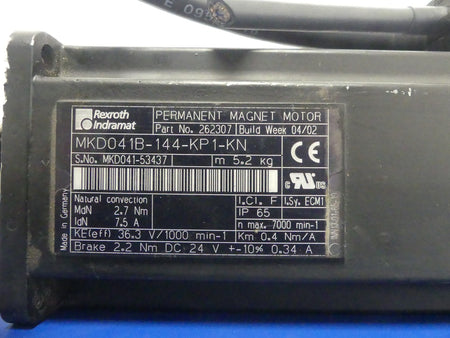 E 09
Rexroth
Indramat
PERMANENT MAGNET MOTOR
Part No. 262307 Build Week 04/02
MKD041B-144-KP1-KN
S.No. MKD041-53437 m 5.2 kg
CE
Natural convection I.Cl. F I.Sy. ECM1
MdN 2.7 Nm IP 65
IdN 7.5 A n max. 7000 min-1
KE(eff) 36.3 V/1000 min-1 Km 0.4 Nm/A
Brake 2.2 Nm DC 24 V +-10% 0.34 A
Made in Germany